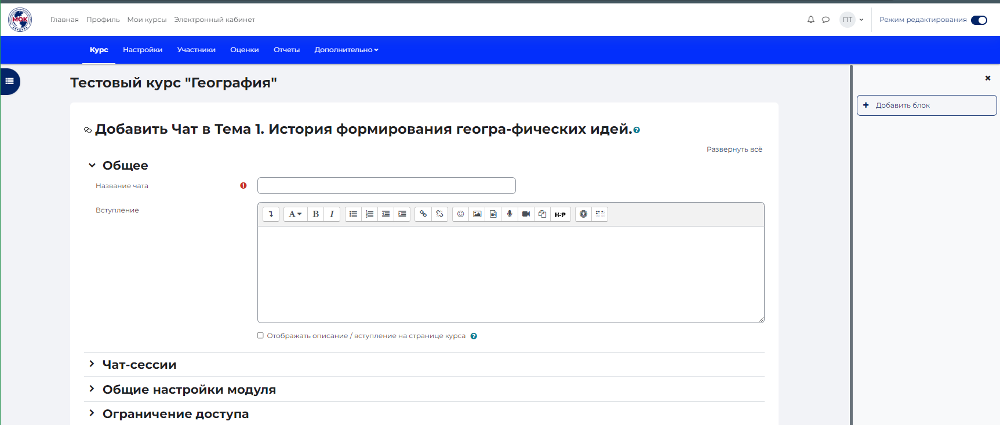 МОК
Главная Профиль Мои курсы Электронный кабинет
ПТ
Режим редактирования
Курс Настройки Участники Оценки Отчеты Дополнительно
Тестовый курс "География"
Добавить блок
Добавить Чат в Тема 1. История формирования геогра-фических идей.
Развернуть всё
Общее
Название чата
Вступление
A B I H5P
Отображать описание / вступление на странице курса
Чат-сессии
Общие настройки модуля
Ограничение доступа